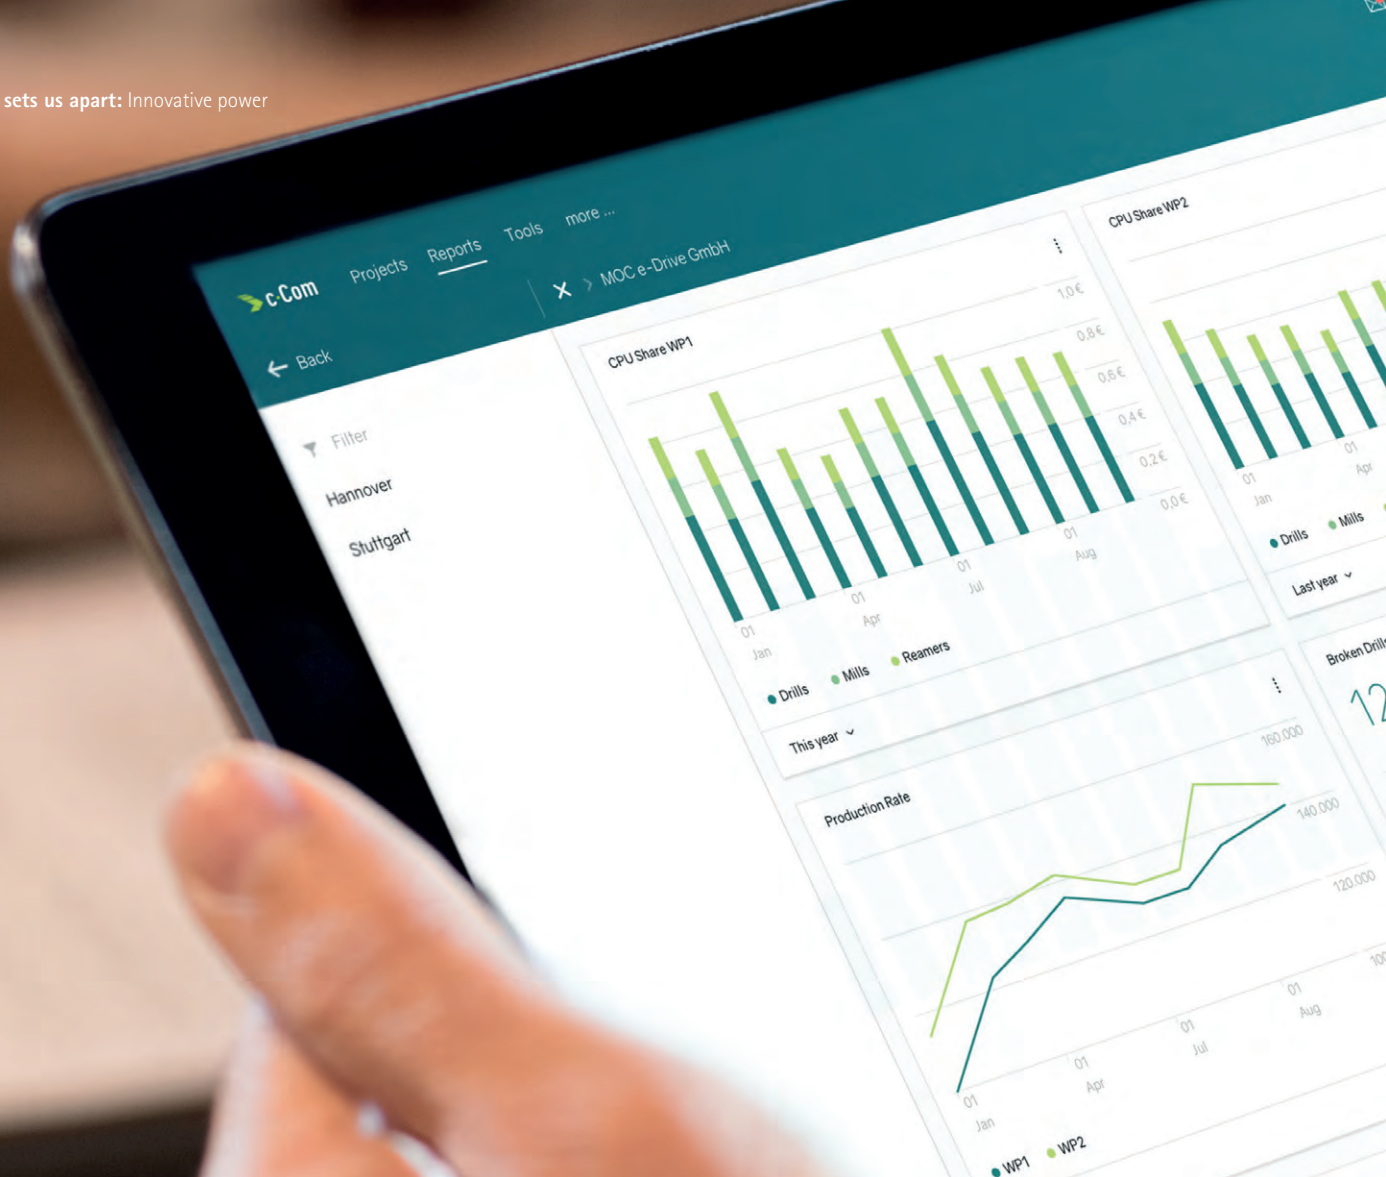 sets us apart: Innovative power
c-Com
Projects
Reports
Tools
more ...
Back
MOC e-Drive GmbH
Filter
Hannover
Stuttgart
CPU Share WP1
1,0 €
0,8 €
0,6 €
0,4 €
0,2 €
0,0 €
01 01 01 01
Jan Apr Jul Aug
Drills Mills Reamers
This year
CPU Share WP2
01 01
Jan Apr
Drills Mills
Last year
Production Rate
160.000
140.000
120.000
01 01 01 01
Jan Apr Jul Aug
WP1 WP2
Broken Drills